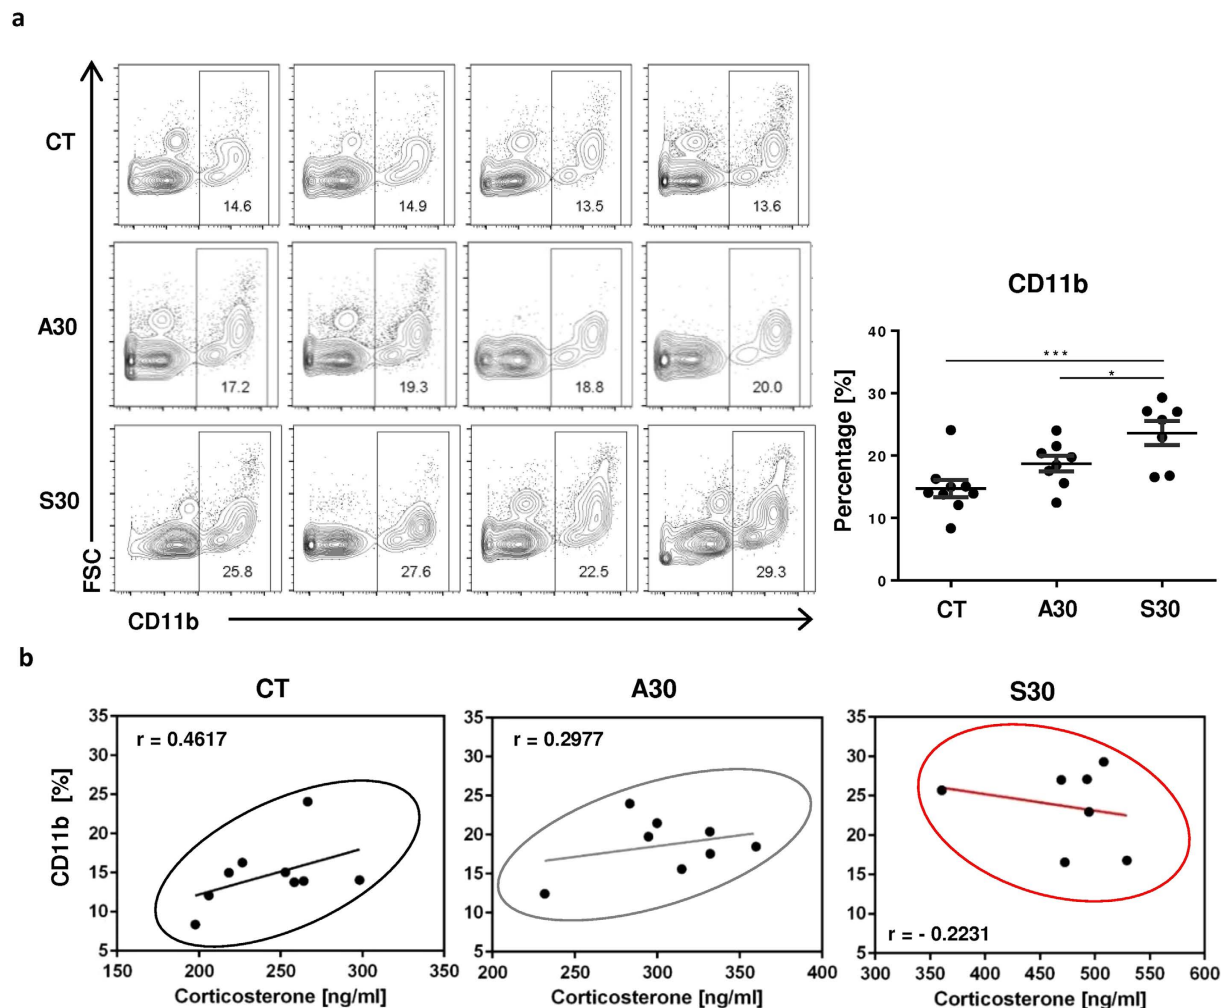 a
CT
14.6
14.9
13.5
13.6
A30
17.2
19.3
18.8
20.0
S30
25.8
27.6
22.5
29.3
FSC
CD11b
CD11b
Percentage [%]
40
30
20
10
0
***
*
CT
A30
S30
b
CT
A30
S30
CD11b [%]
35
30
25
20
15
10
5
r = 0.4617
150
200
250
300
350
Corticosterone [ng/ml]
35
30
25
20
15
10
5
r = 0.2977
200
250
300
350
400
Corticosterone [ng/ml]
35
30
25
20
15
10
5
r = - 0.2231
300
350
400
450
500
550
600
Corticosterone [ng/ml]